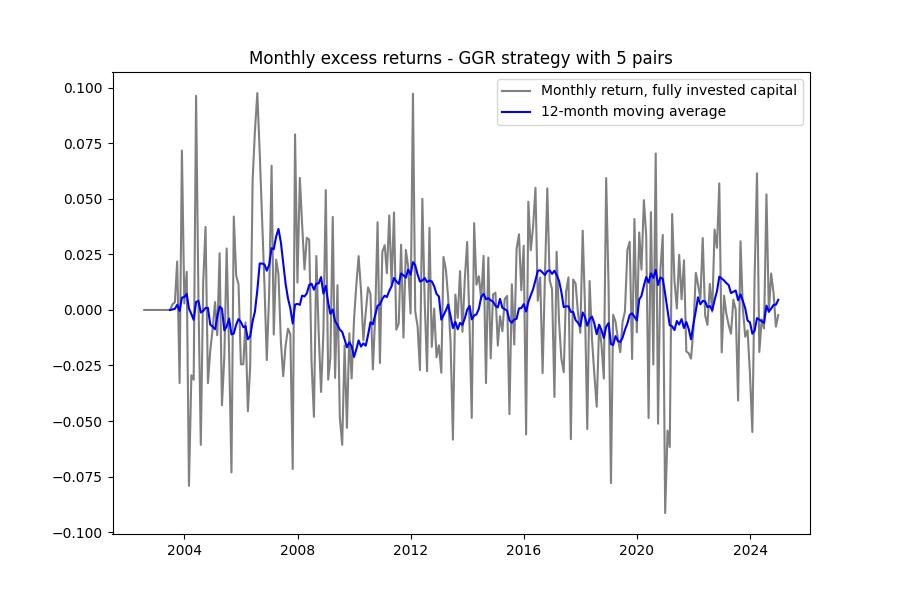 Monthly excess returns - GGR strategy with 5 pairs
Monthly return, fully invested capital
12-month moving average
0.100
0.075
0.050
0.025
0.000
−0.025
−0.050
−0.075
−0.100
2004 2008 2012 2016 2020 2024